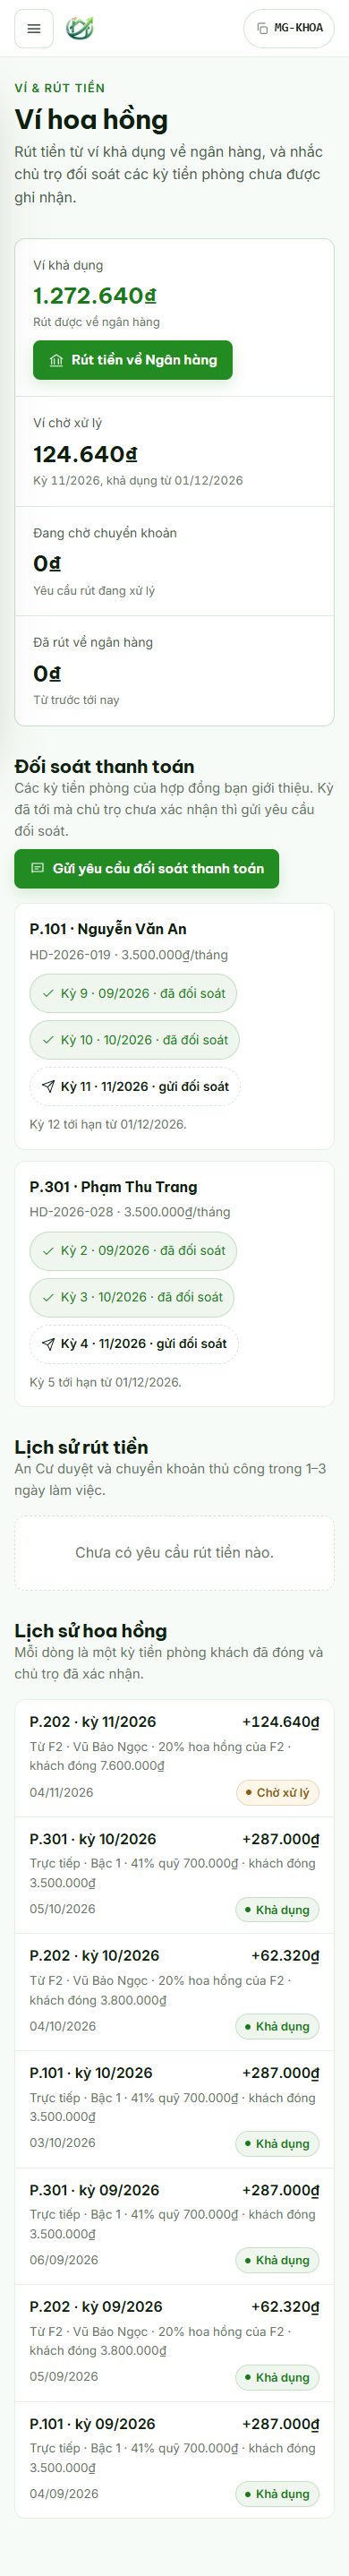 MG-KHOA
VÍ & RÚT TIỀN
Ví hoa hồng
Rút tiền từ ví khả dụng về ngân hàng, và nhắc
chủ trọ đối soát các kỳ tiền phòng chưa được
ghi nhận.
Ví khả dụng
1.272.640₫
Rút được về ngân hàng
Rút tiền về Ngân hàng
Ví chờ xử lý
124.640₫
Kỳ 11/2026, khả dụng từ 01/12/2026
Đang chờ chuyển khoản
0₫
Yêu cầu rút đang xử lý
Đã rút về ngân hàng
0₫
Từ trước tới nay
Đối soát thanh toán
Các kỳ tiền phòng của hợp đồng bạn giới thiệu. Kỳ
đã tới mà chủ trọ chưa xác nhận thì gửi yêu cầu
đối soát.
Gửi yêu cầu đối soát thanh toán
P.101 · Nguyễn Văn An
HD-2026-019 · 3.500.000₫/tháng
Kỳ 9 · 09/2026 · đã đối soát
Kỳ 10 · 10/2026 · đã đối soát
Kỳ 11 · 11/2026 · gửi đối soát
Kỳ 12 tới hạn từ 01/12/2026.
P.301 · Phạm Thu Trang
HD-2026-028 · 3.500.000₫/tháng
Kỳ 2 · 09/2026 · đã đối soát
Kỳ 3 · 10/2026 · đã đối soát
Kỳ 4 · 11/2026 · gửi đối soát
Kỳ 5 tới hạn từ 01/12/2026.
Lịch sử rút tiền
An Cư duyệt và chuyển khoản thủ công trong 1–3
ngày làm việc.
Chưa có yêu cầu rút tiền nào.
Lịch sử hoa hồng
Mỗi dòng là một kỳ tiền phòng khách đã đóng và
chủ trọ đã xác nhận.
P.202 · kỳ 11/2026 +124.640₫
Từ F2 · Vũ Bảo Ngọc · 20% hoa hồng của F2 ·
khách đóng 7.600.000₫
04/11/2026 Chờ xử lý
P.301 · kỳ 10/2026 +287.000₫
Trực tiếp · Bậc 1 · 41% quỹ 700.000₫ · khách đóng
3.500.000₫
05/10/2026 Khả dụng
P.202 · kỳ 10/2026 +62.320₫
Từ F2 · Vũ Bảo Ngọc · 20% hoa hồng của F2 ·
khách đóng 3.800.000₫
04/10/2026 Khả dụng
P.101 · kỳ 10/2026 +287.000₫
Trực tiếp · Bậc 1 · 41% quỹ 700.000₫ · khách đóng
3.500.000₫
03/10/2026 Khả dụng
P.301 · kỳ 09/2026 +287.000₫
Trực tiếp · Bậc 1 · 41% quỹ 700.000₫ · khách đóng
3.500.000₫
06/09/2026 Khả dụng
P.202 · kỳ 09/2026 +62.320₫
Từ F2 · Vũ Bảo Ngọc · 20% hoa hồng của F2 ·
khách đóng 3.800.000₫
05/09/2026 Khả dụng
P.101 · kỳ 09/2026 +287.000₫
Trực tiếp · Bậc 1 · 41% quỹ 700.000₫ · khách đóng
3.500.000₫
04/09/2026 Khả dụng